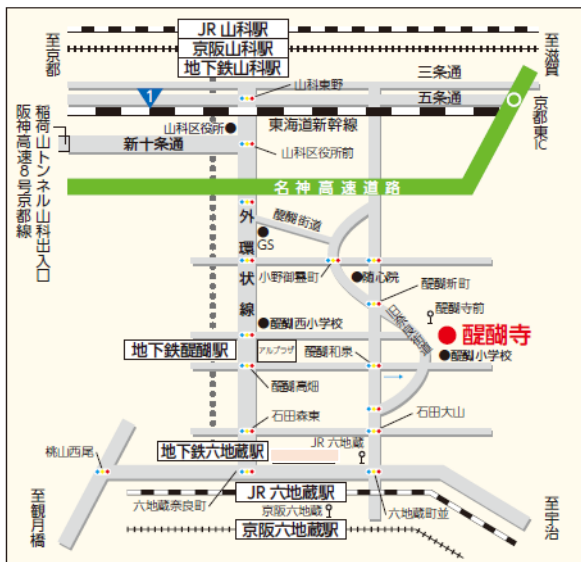 JR 山科駅
京阪山科駅
地下鉄山科駅
至京都
至滋賀
三条通
山科東野
五条通
1
京都東IC
東海道新幹線
山科区役所
新十条通
山科区役所前
稲荷山トンネル山科出入口
阪神高速8号京都線
名神高速道路
外環状線
醍醐街道
GS
小野御霊町
随心院
醍醐新町
醍醐寺前
旧奈良街道
醍醐寺
醍醐西小学校
地下鉄醍醐駅
アルプラザ
醍醐和泉
醍醐小学校
醍醐高畑
石田森東
石田大山
JR 六地蔵
桃山西尾
地下鉄六地蔵駅
JR 六地蔵駅
六地蔵奈良町
京阪六地蔵
六地蔵町並
京阪六地蔵駅
至観月橋
至宇治